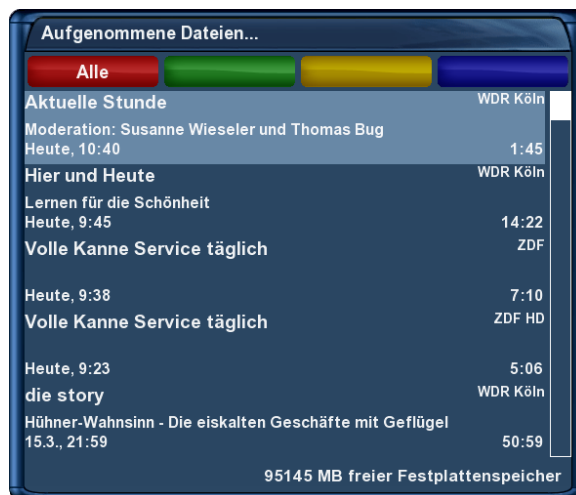 Aufgenommene Dateien...
Alle
Aktuelle Stunde WDR Köln
Moderation: Susanne Wieseler und Thomas Bug
Heute, 10:40 1:45
Hier und Heute WDR Köln
Lernen für die Schönheit
Heute, 9:45 14:22
Volle Kanne Service täglich ZDF
Heute, 9:38 7:10
Volle Kanne Service täglich ZDF HD
Heute, 9:23 5:06
die story WDR Köln
Hühner-Wahnsinn - Die eiskalten Geschäfte mit Geflügel
15.3., 21:59 50:59
95145 MB freier Festplattenspeicher